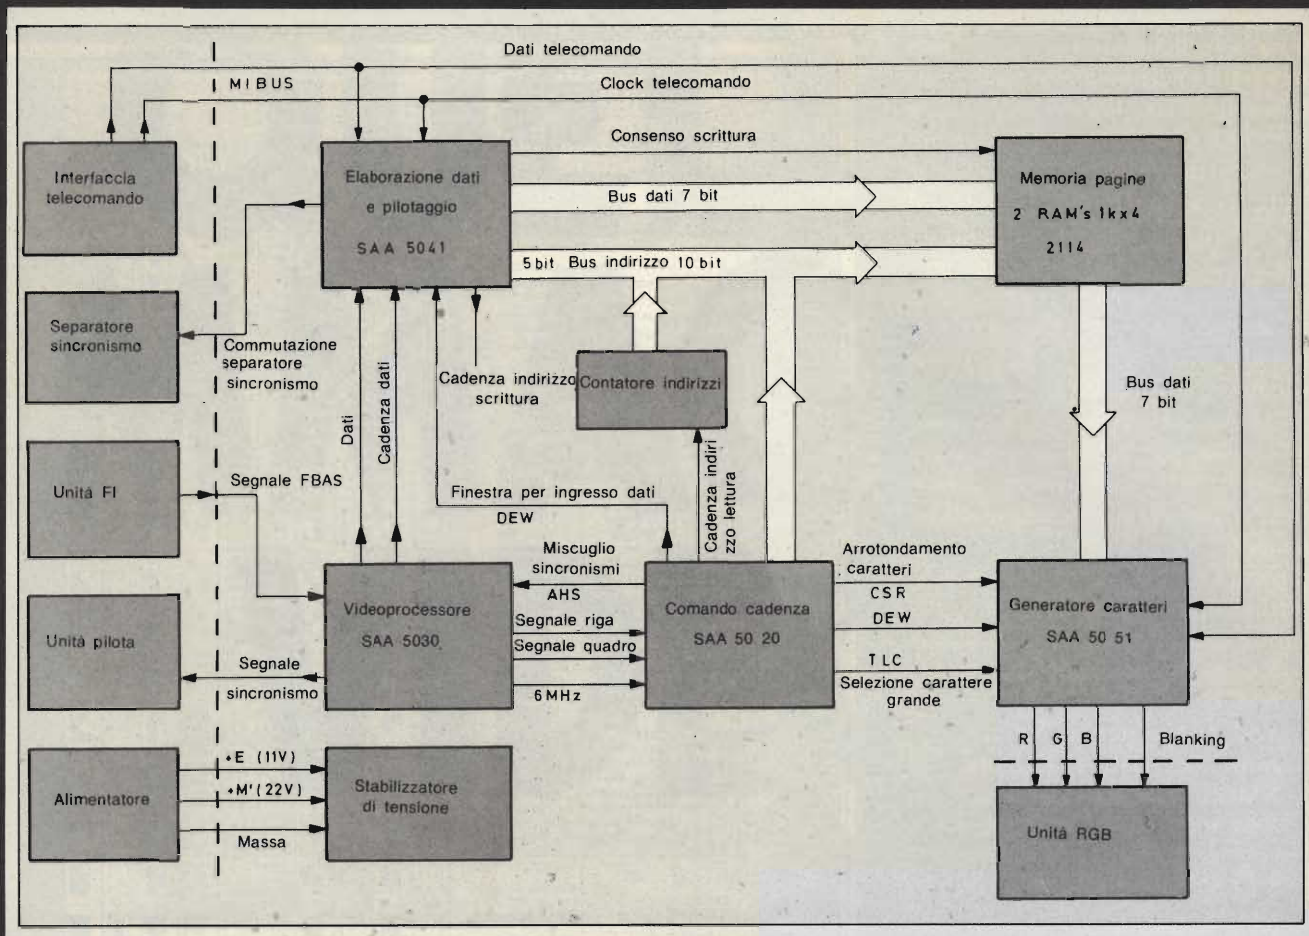 Dati telecomando
MIBUS
Clock telecomando
Interfaccia
telecomando
Elaborazione dati
e pilotaggio
SAA 5041
Consenso scrittura
Bus dati 7 bit
5 bit Bus indirizzo 10 bit
Memoria pagine
2 RAM's 1kx4
2114
Separatore
sincronismo
Commutazione
separatore
sincronismo
Dati
Cadenza dati
Cadenza indirizzo
scrittura
Contatore indirizzi
Bus dati
7 bit
Unità FI
Segnale FBAS
Finestra per ingresso dati
DEW
Cadenza indiri
zzo lettura
Unità pilota
Segnale
sincronismo
Videoprocessore
SAA 5030
Miscuglio
sincronismi
AHS
Segnale riga
Segnale quadro
6MHz
Comando cadenza
SAA 50 20
Arrotondamento
caratteri
CSR
DEW
TLC
Selezione carattere
grande
Generatore caratteri
SAA 50 51
R G B Blanking
Alimentatore
+E (11V)
+M' (22V)
Massa
Stabilizzatore
di tensione
Unità RGB